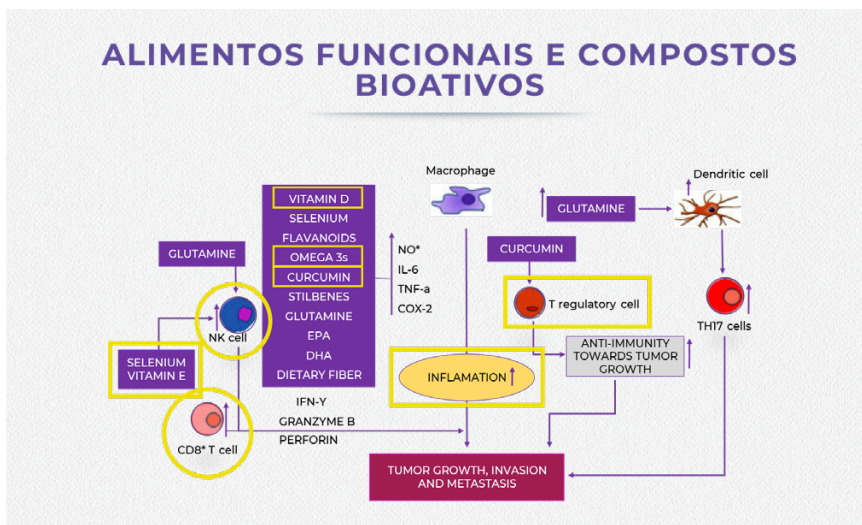 ALIMENTOS FUNCIONAIS E COMPOSTOS
BIOATIVOS
Macrophage
Dendritic cell
GLUTAMINE
VITAMIN D
SELENIUM
FLAVANOIDS
OMEGA 3s
CURCUMIN
STILBENES
GLUTAMINE
EPA
DHA
DIETARY FIBER
GLUTAMINE
NO*
IL-6
TNF-a
COX-2
CURCUMIN
T regulatory cell
TH17 cells
NK cell
SELENIUM
VITAMIN E
ANTI-IMMUNITY
TOWARDS TUMOR
GROWTH
INFLAMATION
IFN-Y
GRANZYME B
PERFORIN
CD8* T cell
TUMOR GROWTH, INVASION
AND METASTASIS